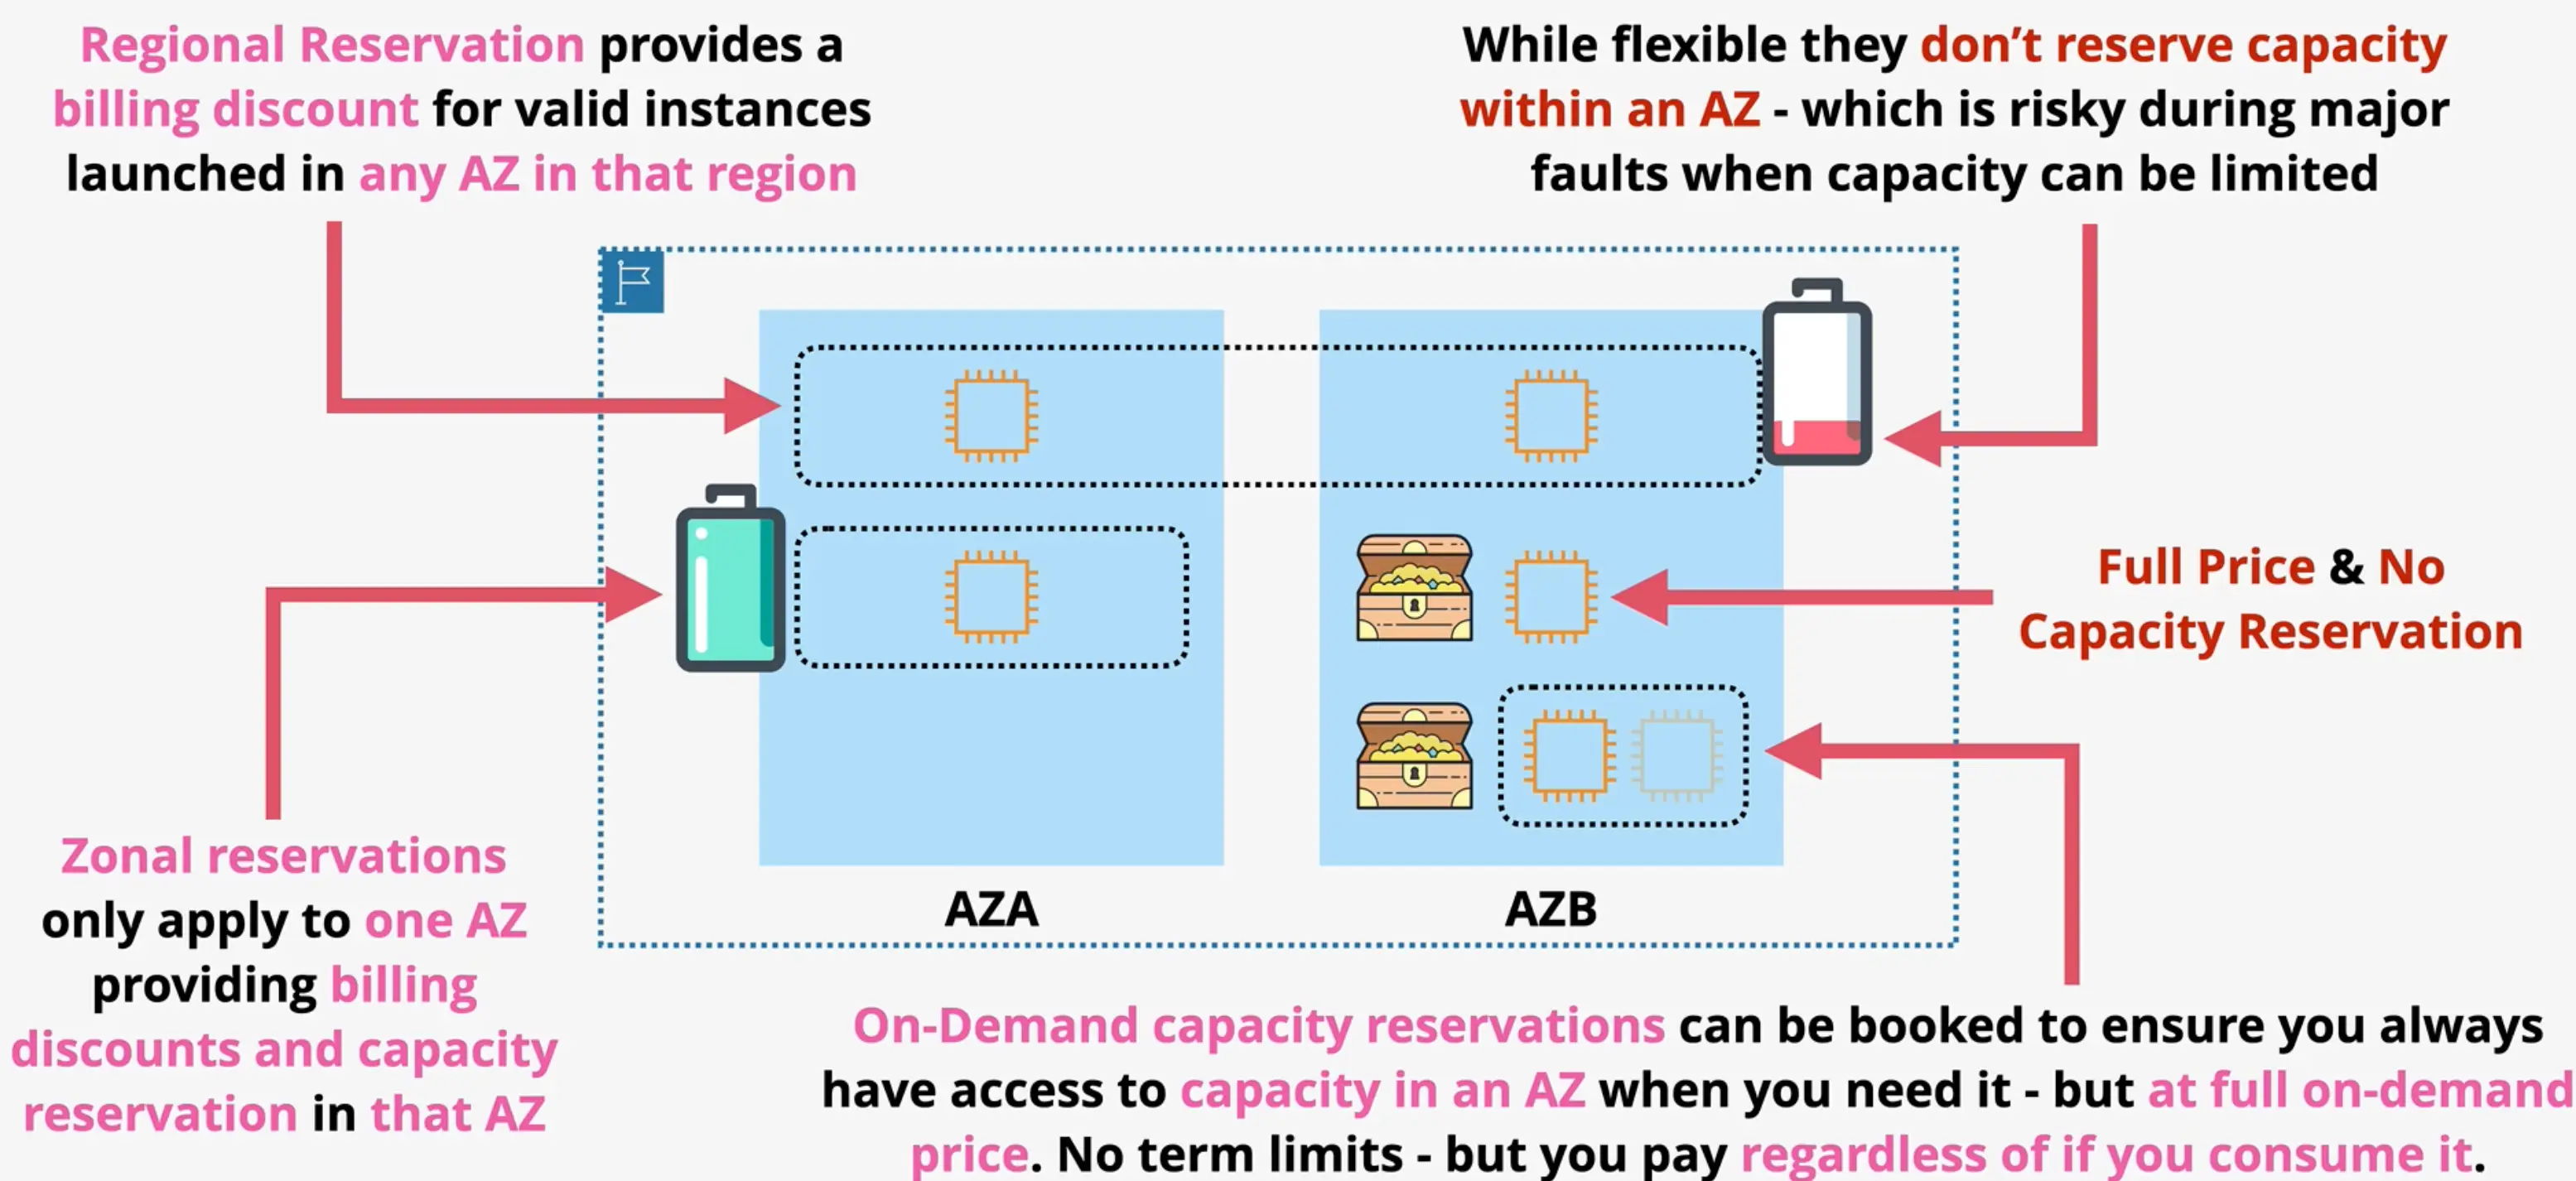 Regional Reservation provides a
billing discount for valid instances
launched in any AZ in that region
While flexible they don’t reserve capacity
within an AZ - which is risky during major
faults when capacity can be limited
Full Price & No
Capacity Reservation
AZA
AZB
Zonal reservations
only apply to one AZ
providing billing
discounts and capacity
reservation in that AZ
On-Demand capacity reservations can be booked to ensure you always
have access to capacity in an AZ when you need it - but at full on-demand
price. No term limits - but you pay regardless of if you consume it.